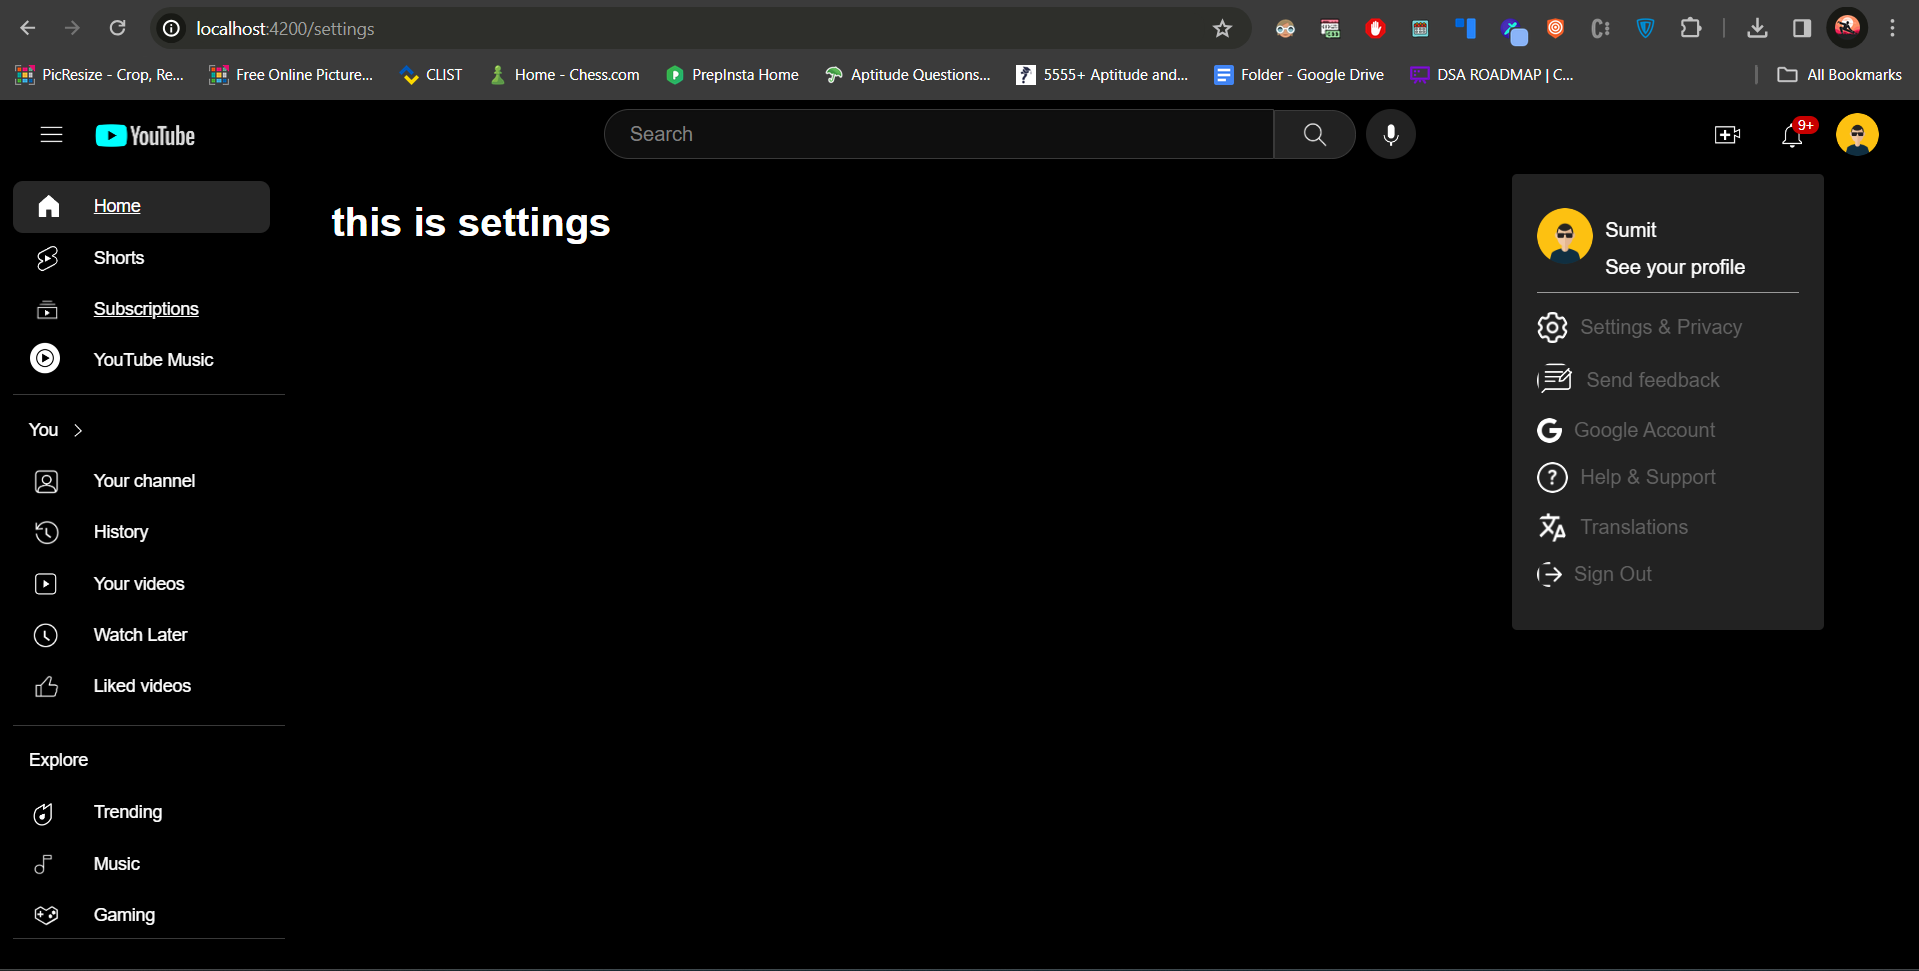 localhost:4200/settings
PicResize - Crop, Re...
Free Online Picture...
CLIST
Home - Chess.com
PrepInsta Home
Aptitude Questions...
5555+ Aptitude and...
Folder - Google Drive
DSA ROADMAP | C...
All Bookmarks
YouTube
Search
9+
Home
Shorts
Subscriptions
YouTube Music
You
Your channel
History
Your videos
Watch Later
Liked videos
Explore
Trending
Music
Gaming
this is settings
Sumit
See your profile
Settings & Privacy
Send feedback
Google Account
Help & Support
Translations
Sign Out